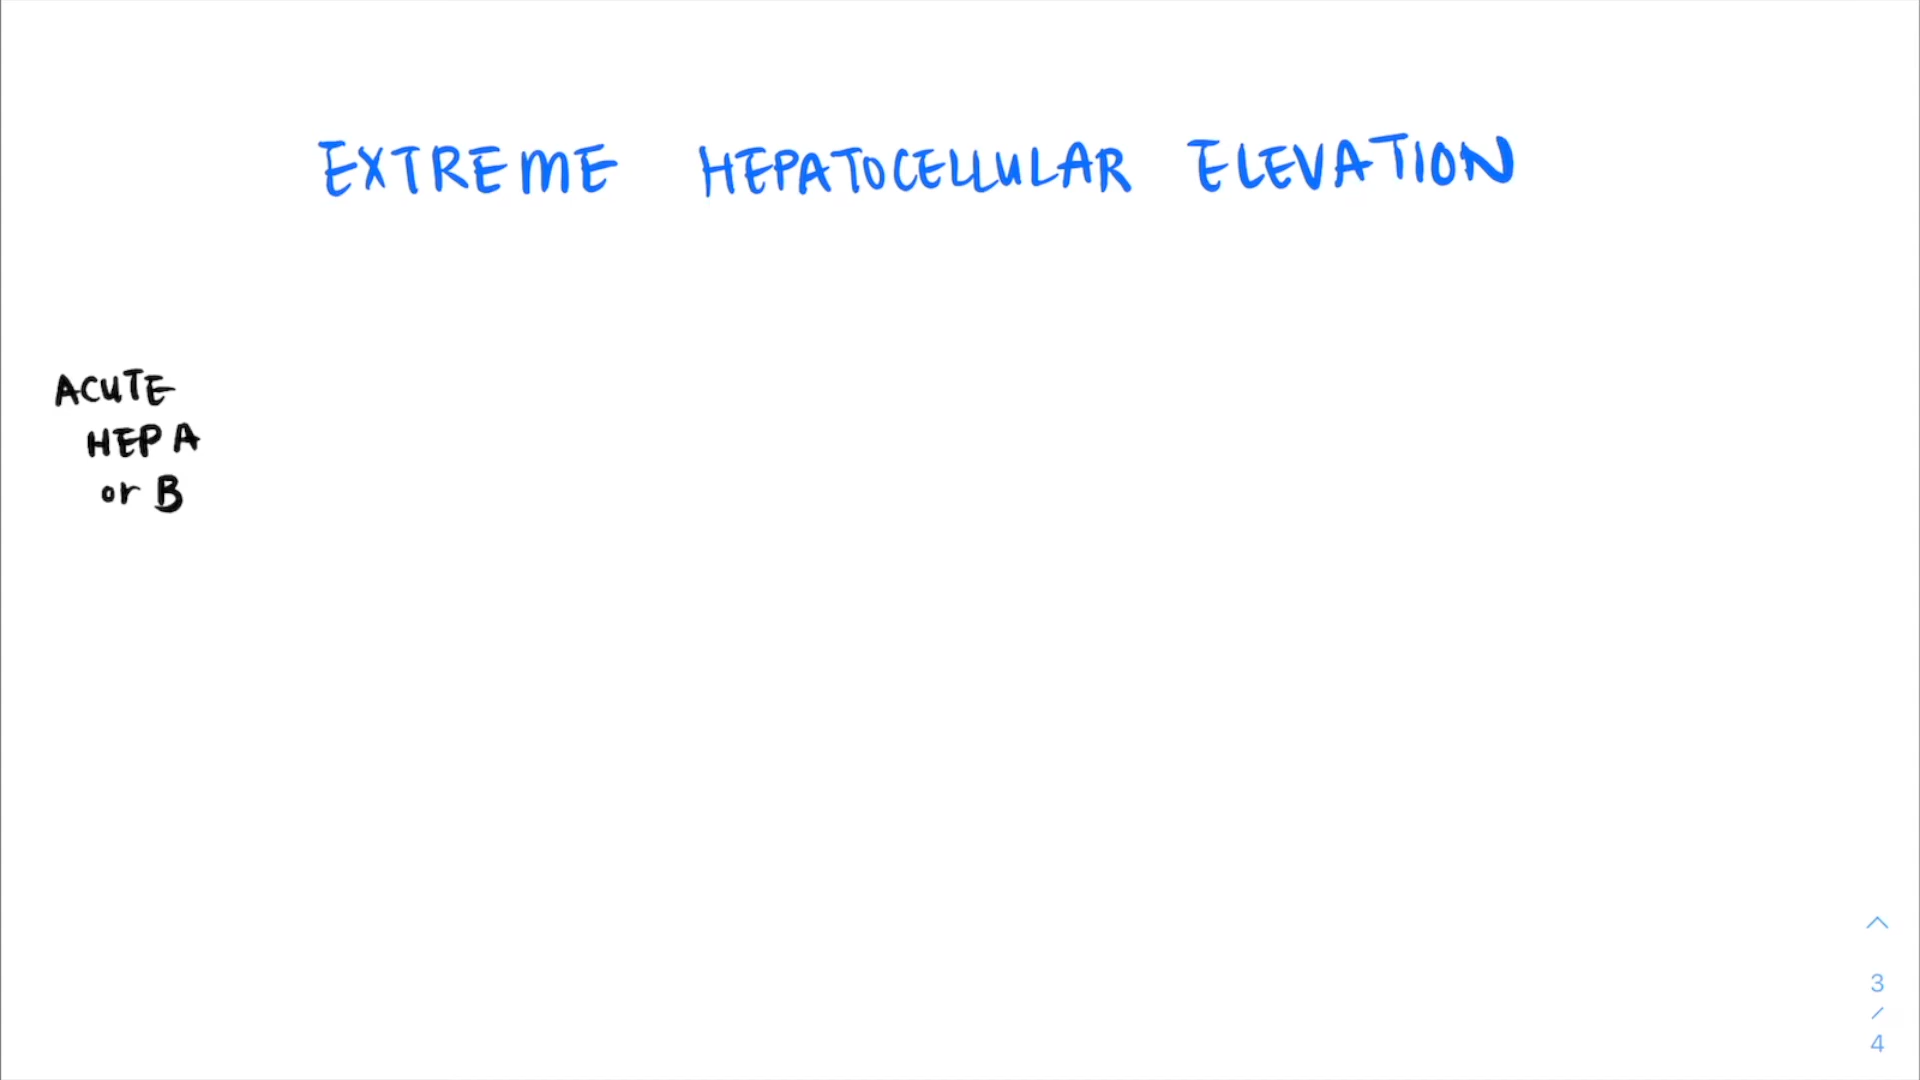 EXTREME HEPATOCELLULAR ELEVATION
ACUTE
HEP A
or B
3
/
4